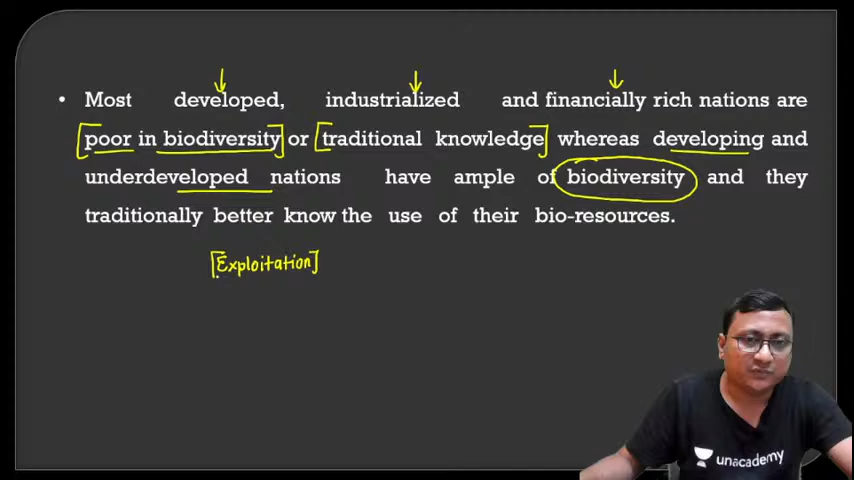 • Most developed, industrialized and financially rich nations are
poor in biodiversity or traditional knowledge whereas developing and
underdeveloped nations have ample of biodiversity and they
traditionally better know the use of their bio-resources.
[Exploitation]
unacademy